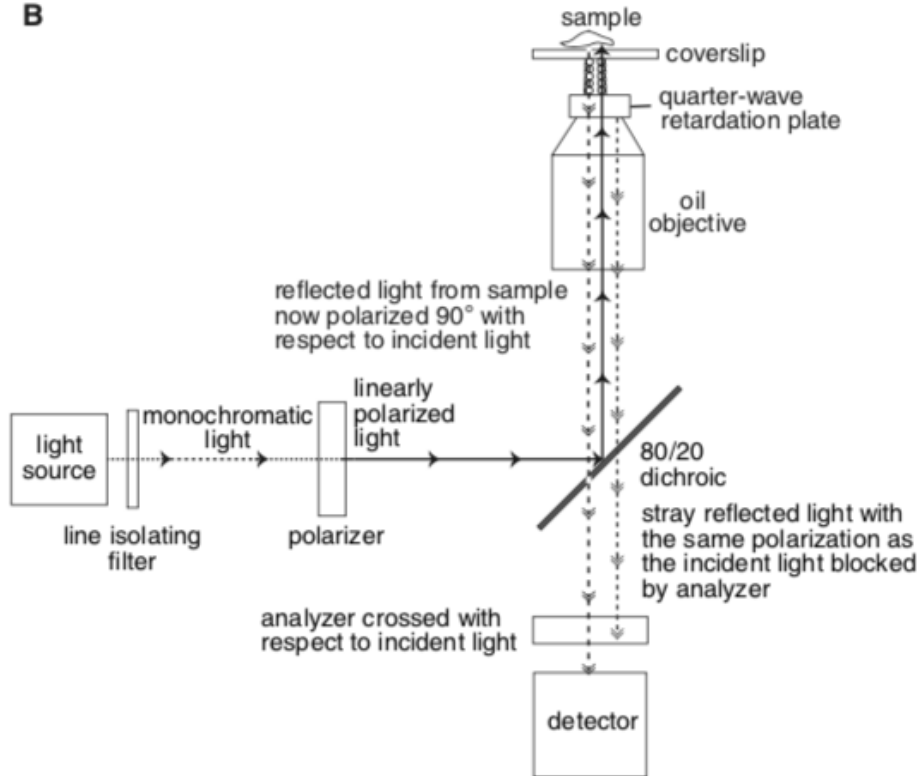 B
sample
coverslip
quarter-wave
retardation plate
oil
objective
reflected light from sample
now polarized 90° with
respect to incident light
linearly
polarized
light
monochromatic
light
light
source
80/20
dichroic
line isolating
filter
polarizer
stray reflected light with
the same polarization as
the incident light blocked
by analyzer
analyzer crossed with
respect to incident light
detector